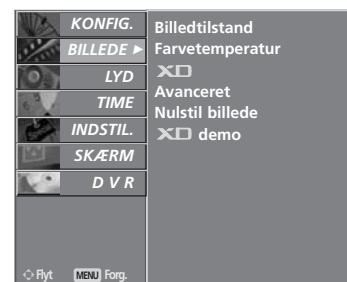 KONFIG.
BILLEDE ►
LYD
TIME
INDSTIL.
SKÆRM
D V R
Flyt MENU Forg.
Billedtilstand
Farvetemperatur
XD
Avanceret
Nulstil billede
XD demo